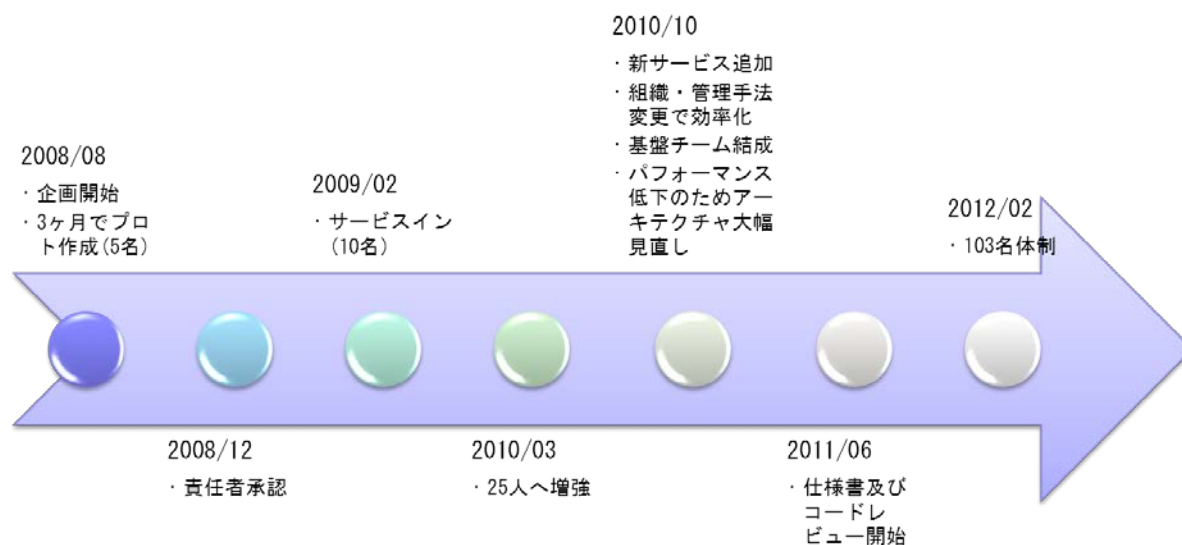 2008/08
・企画開始
・3ヶ月でプロ
ト作成(5名)
2008/12
・責任者承認
2009/02
・サービスイン
(10名)
2010/03
・25人へ増強
2010/10
・新サービス追加
・組織・管理手法
変更で効率化
・基盤チーム結成
・パフォーマンス
低下のためアー
キテクチャ大幅
見直し
2011/06
・仕様書及び
コードレ
ビュー開始
2012/02
・103名体制